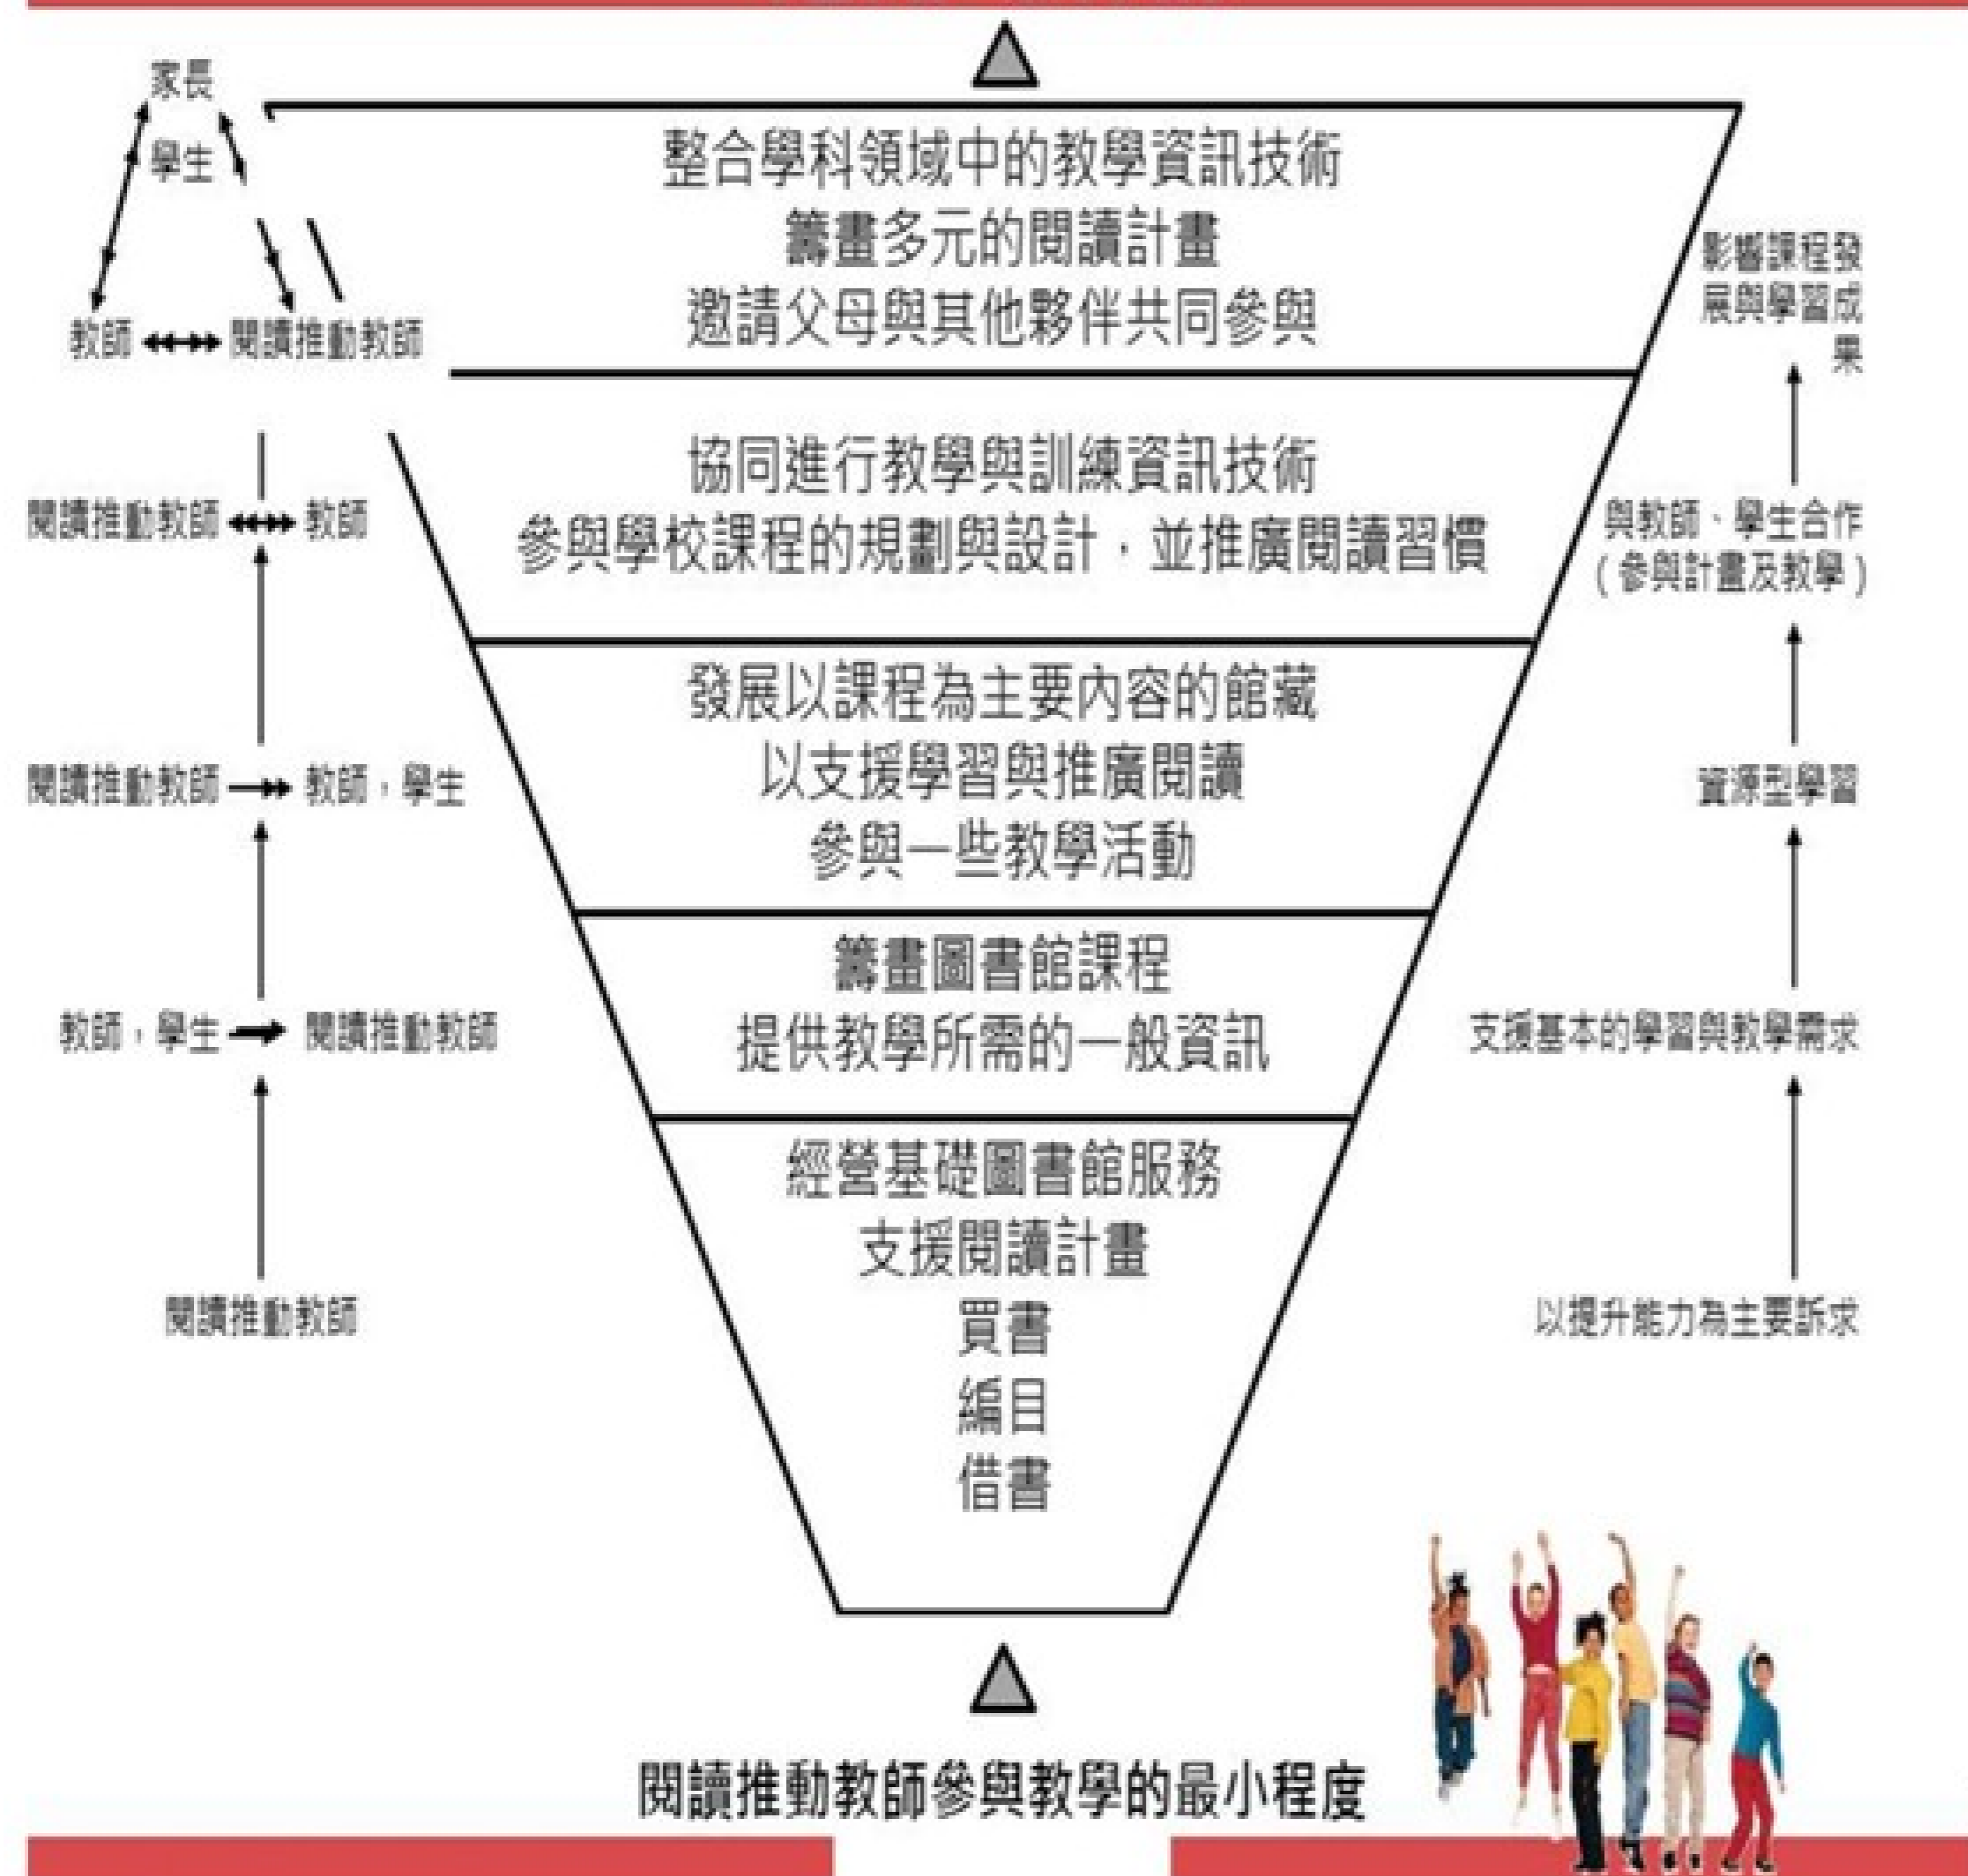 家長
學生
教師
閱讀推動教師
整合學科領域中的教學資訊技術
籌畫多元的閱讀計畫
邀請父母與其他夥伴共同參與
影響課程發
展與學習成
果
閱讀推動教師
教師
協同進行教學與訓練資訊技術
參與學校課程的規劃與設計，並推廣閱讀習慣
與教師、學生合作
(參與計畫及教學)
閱讀推動教師
教師，學生
發展以課程為主要內容的館藏
以支援學習與推廣閱讀
參與一些教學活動
資源型學習
教師，學生
閱讀推動教師
籌畫圖書館課程
提供教學所需的一般資訊
支援基本的學習與教學需求
閱讀推動教師
經營基礎圖書館服務
支援閱讀計畫
買書
編目
借書
以提升能力為主要訴求
閱讀推動教師參與教學的最小程度